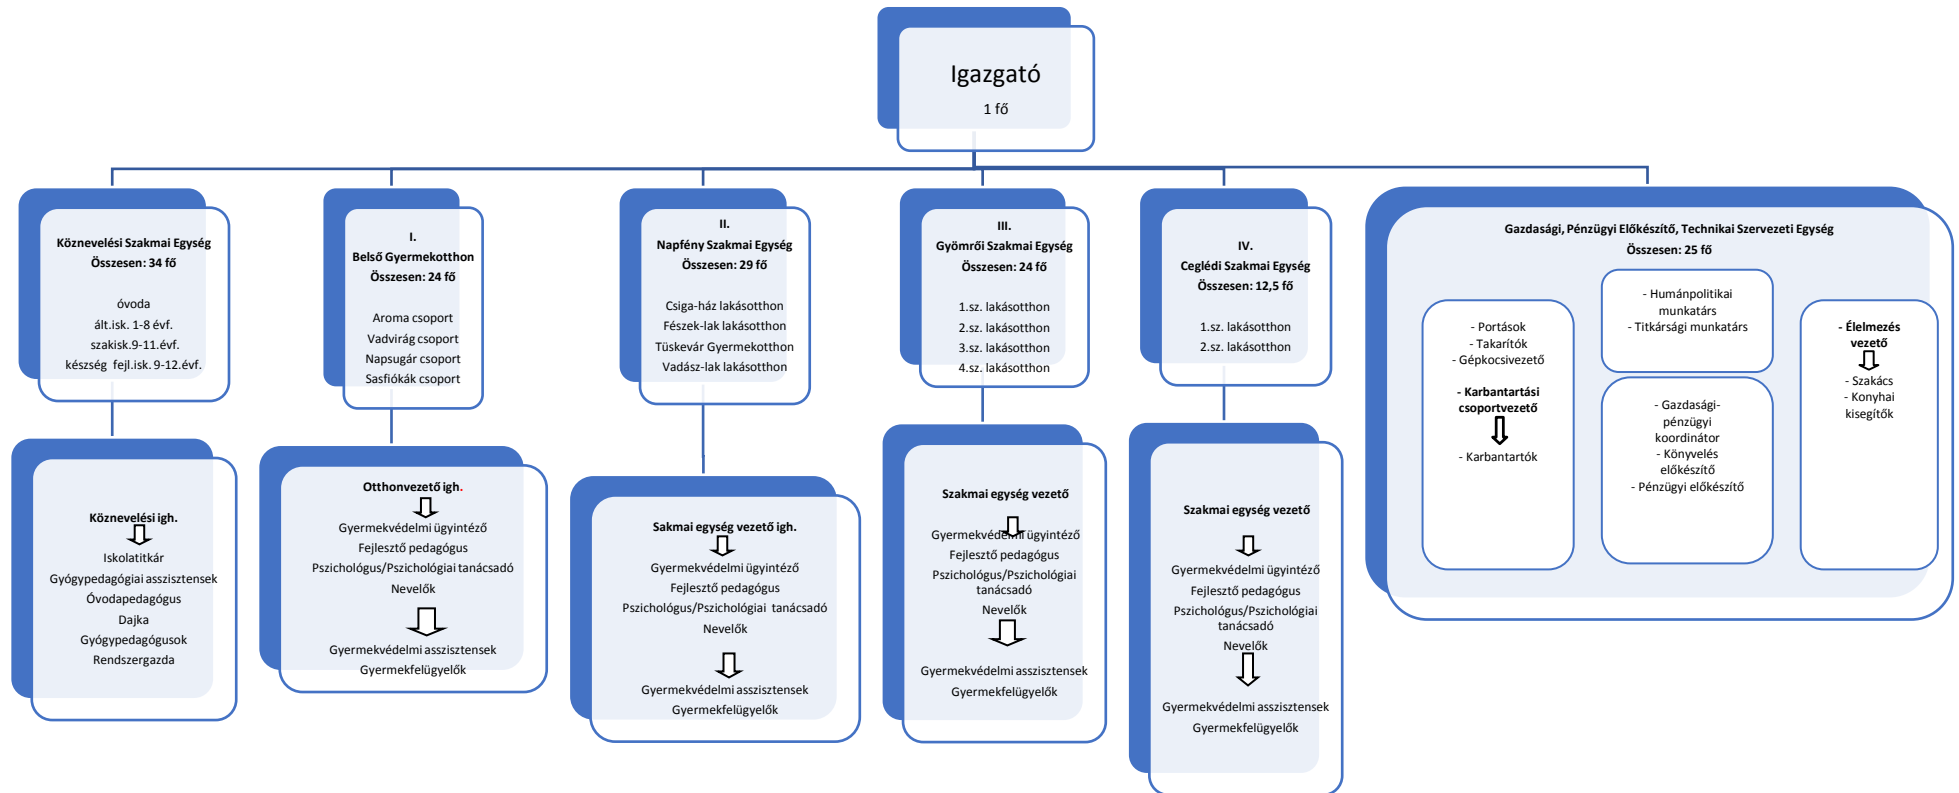 Igazgató
1 fő
Köznevelési Szakmai Egység
Összesen: 34 fő
óvoda
ált.isk. 1-8 évf.
szakisk.9-11.évf.
készség fejl.isk. 9-12.évf.
Köznevelési igh.
Iskolatitkár
Gyógypedagógiai asszisztensek
Óvodapedagógus
Dajka
Gyógypedagógusok
Rendszergazda
I.
Belső Gyermekotthon
Összesen: 24 fő
Aroma csoport
Vadvirág csoport
Napsugár csoport
Sasfiókák csoport
Otthonvezető igh.
Gyermekvédelmi ügyintéző
Fejlesztő pedagógus
Pszichológus/Pszichológiai tanácsadó
Nevelők
Gyermekvédelmi asszisztensek
Gyermekfelügyelők
II.
Napfény Szakmai Egység
Összesen: 29 fő
Csiga-ház lakásotthon
Fészek-lak lakásotthon
Tüskevár Gyermekotthon
Vadász-lak lakásotthon
Sakmai egység vezető igh.
Gyermekvédelmi ügyintéző
Fejlesztő pedagógus
Pszichológus/Pszichológiai tanácsadó
Nevelők
Gyermekvédelmi asszisztensek
Gyermekfelügyelők
III.
Gyömrői Szakmai Egység
Összesen: 24 fő
1.sz. lakásotthon
2.sz. lakásotthon
3.sz. lakásotthon
4.sz. lakásotthon
Szakmai egység vezető
Gyermekvédelmi ügyintéző
Fejlesztő pedagógus
Pszichológus/Pszichológiai
tanácsadó
Nevelők
Gyermekvédelmi asszisztensek
Gyermekfelügyelők
IV.
Ceglédi Szakmai Egység
Összesen: 12,5 fő
1.sz. lakásotthon
2.sz. lakásotthon
Szakmai egység vezető
Gyermekvédelmi ügyintéző
Fejlesztő pedagógus
Pszichológus/Pszichológiai
tanácsadó
Nevelők
Gyermekvédelmi asszisztensek
Gyermekfelügyelők
Gazdasági, Pénzügyi Előkészítő, Technikai Szervezeti Egység
Összesen: 25 fő
- Portások
- Takarítók
- Gépkocsivezető
- Karbantartási
csoportvezető
- Karbantartók
- Humánpolitikai
munkatárs
- Titkársági munkatárs
- Gazdasági-
pénzügyi
koordinátor
- Könyvelés
előkészítő
- Pénzügyi előkészítő
- Élelmezés
vezető
- Szakács
- Konyhai
kisegítők